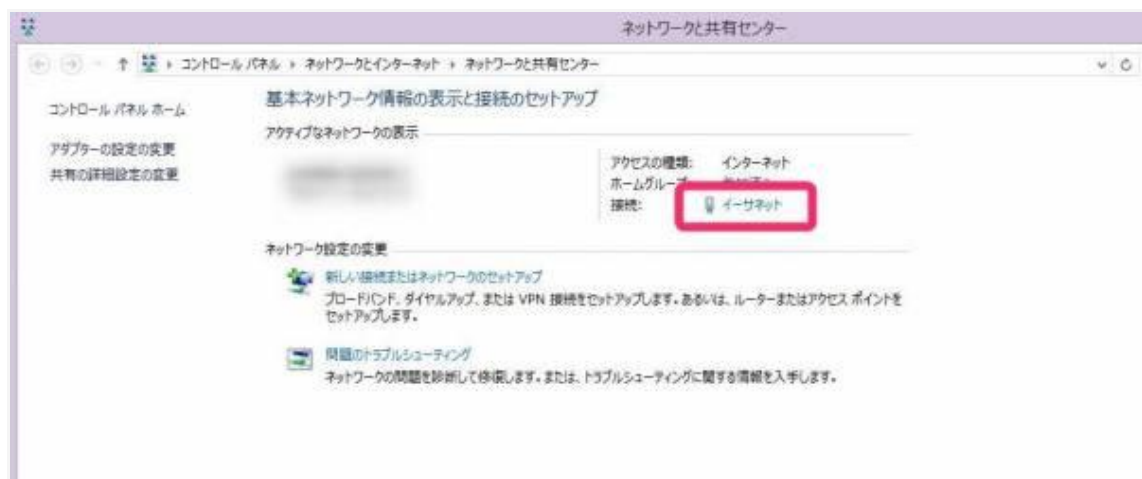 ネットワークと共有センター
コントロール パネル ネットワークとインターネット ネットワークと共有センター
コントロール パネル ホーム
アダプターの設定の変更
共有の詳細設定の変更
基本ネットワーク情報の表示と接続のセットアップ
アクティブなネットワークの表示
アクセスの種類: インターネット
ホームグループ
接続: イーサネット
ネットワーク設定の変更
新しい接続またはネットワークのセットアップ
ブロードバンド、ダイヤルアップ、または VPN 接続をセットアップします。あるいは、ルーターまたはアクセス ポイントを
セットアップします。
問題のトラブルシューティング
ネットワークの問題を診断して修復します。または、トラブルシューティングに関する情報を入手します。